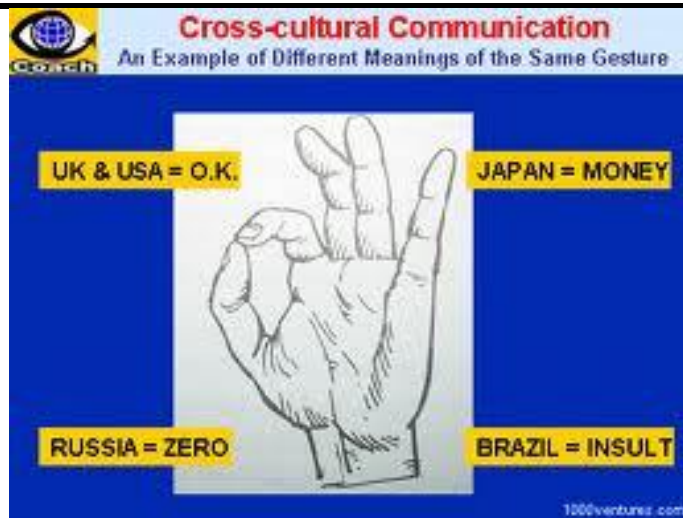 Cross-cultural Communication
An Example of Different Meanings of the Same Gesture
Coach
UK & USA = O.K.
JAPAN = MONEY
RUSSIA = ZERO
BRAZIL = INSULT
1000ventures.com